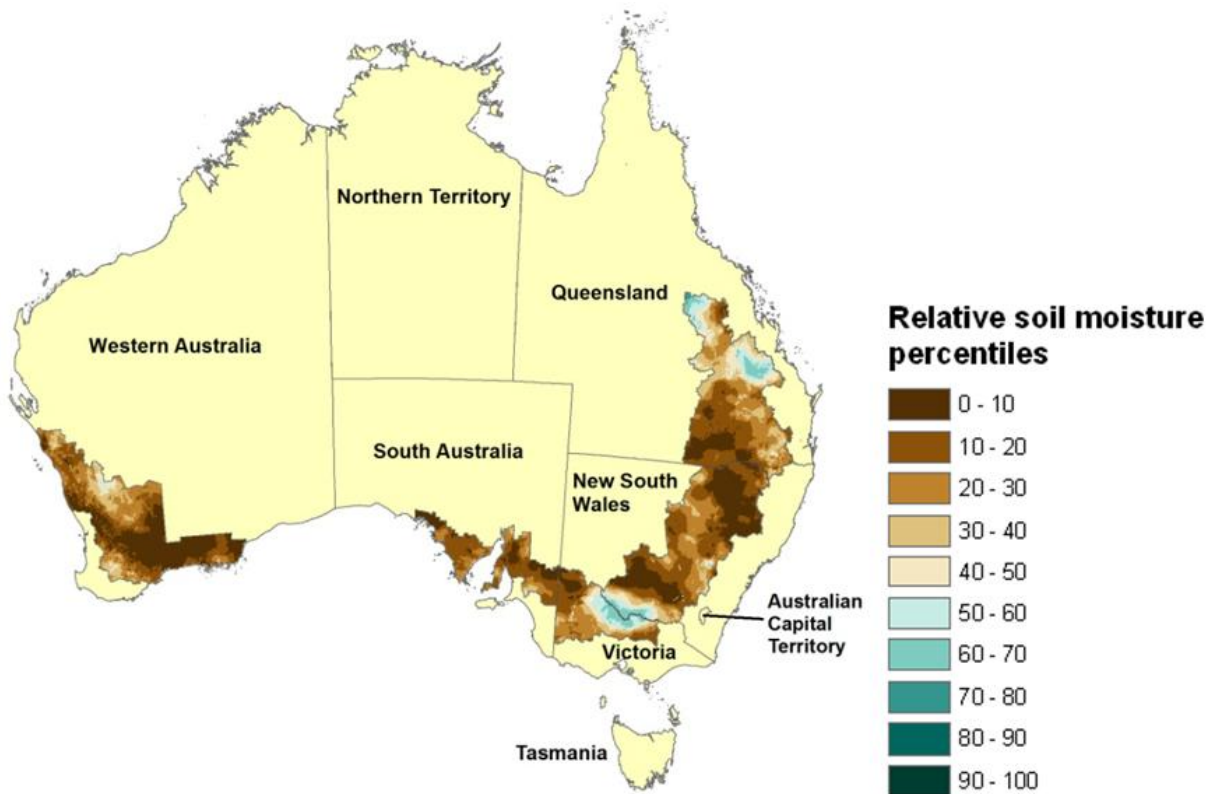 Northern Territory
Queensland
Western Australia
South Australia
New South
Wales
Australian
Capital
Territory
Victoria
Tasmania
Relative soil moisture
percentiles
0 - 10
10 - 20
20 - 30
30 - 40
40 - 50
50 - 60
60 - 70
70 - 80
80 - 90
90 - 100